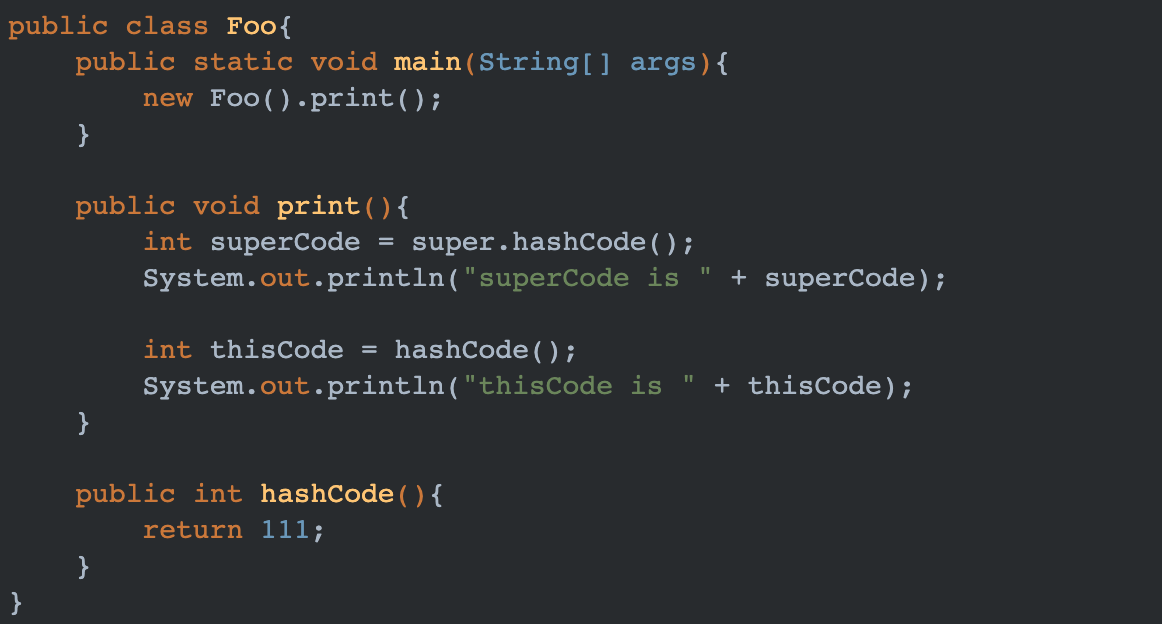 public class Foo{
    public static void main(String[] args){
        new Foo().print();
    }

    public void print(){
        int superCode = super.hashCode();
        System.out.println("superCode is " + superCode);

        int thisCode = hashCode();
        System.out.println("thisCode is " + thisCode);
    }

    public int hashCode(){
        return 111;
    }
}